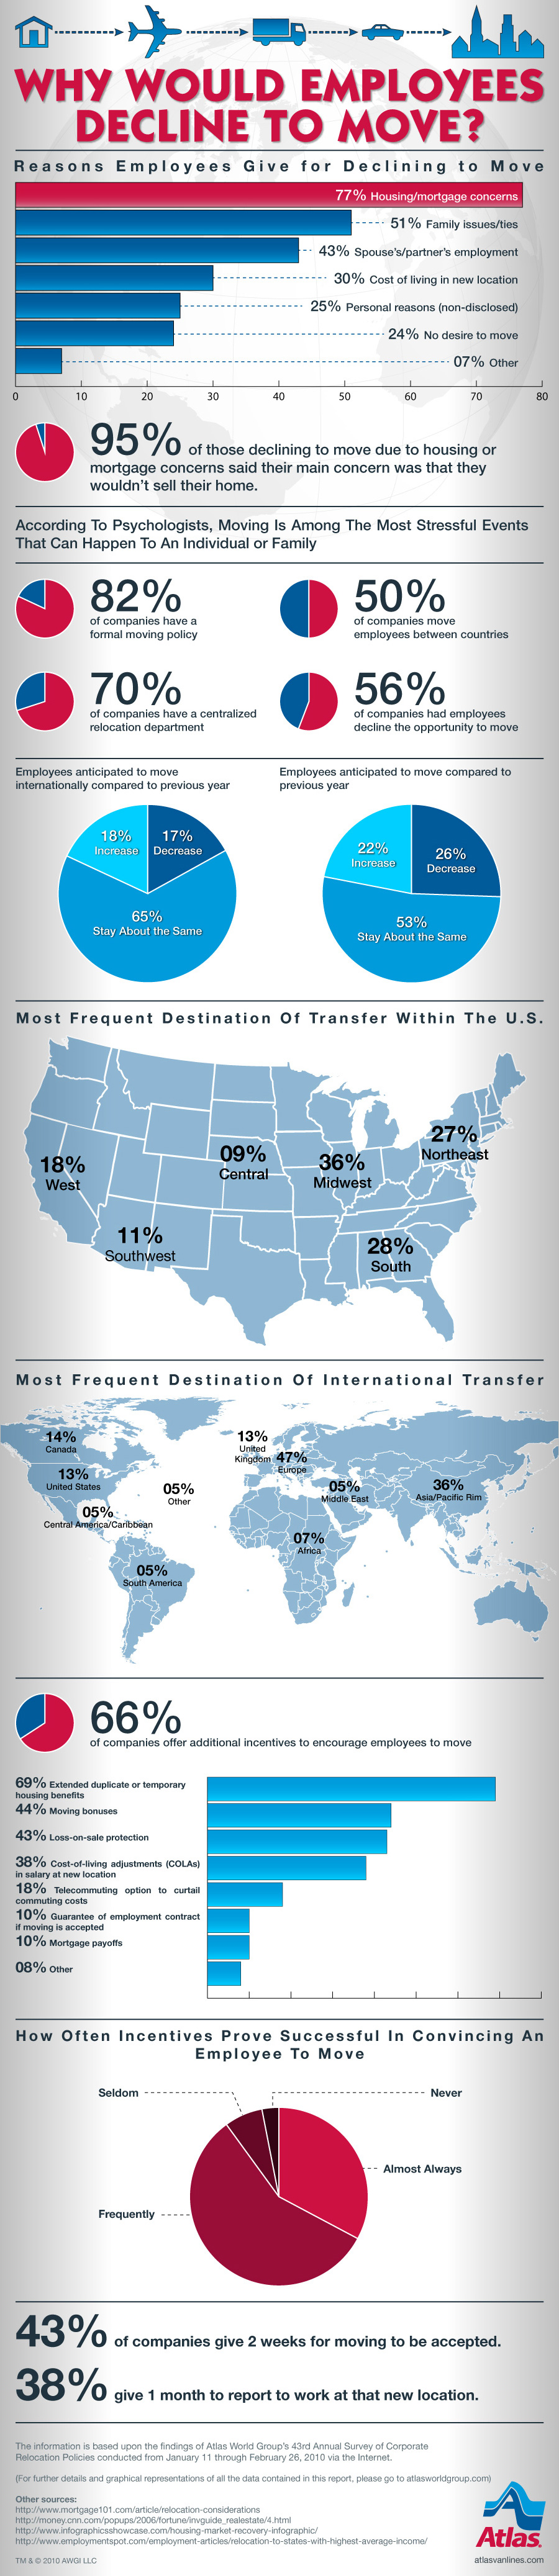 WHY WOULD EMPLOYEES
DECLINE TO MOVE?
Reasons Employees Give for Declining to Move
77% Housing/mortgage concerns
51% Family issues/ties
43% Spouse's/partner's employment
30% Cost of living in new location
25% Personal reasons (non-disclosed)
24% No desire to move
07% Other
0 10 20 30 40 50 60 70 80
95% of those declining to move due to housing or
mortgage concerns said their main concern was that they
wouldn't sell their home.
According To Psychologists, Moving Is Among The Most Stressful Events
That Can Happen To An Individual or Family
82%
of companies have a
formal moving policy
50%
of companies move
employees between countries
70%
of companies have a centralized
relocation department
56%
of companies had employees
decline the opportunity to move
Employees anticipated to move
internationally compared to previous year
18%
Increase
17%
Decrease
65%
Stay About the Same
Employees anticipated to move compared to
previous year
22%
Increase
26%
Decrease
53%
Stay About the Same
Most Frequent Destination Of Transfer Within The U.S.
27%
Northeast
18%
West
09%
Central
36%
Midwest
11%
Southwest
28%
South
Most Frequent Destination Of International Transfer
14%
Canada
13%
United
Kingdom
47%
Europe
13%
United States
05%
Other
05%
Middle East
36%
Asia/Pacific Rim
05%
Central America/Caribbean
07%
Africa
05%
South America
66%
of companies offer additional incentives to encourage employees to move
69% Extended duplicate or temporary
housing benefits
44% Moving bonuses
43% Loss-on-sale protection
38% Cost-of-living adjustments (COLAs)
in salary at new location
18% Telecommuting option to curtail
commuting costs
10% Guarantee of employment contract
if moving is accepted
10% Mortgage payoffs
08% Other
How Often Incentives Prove Successful In Convincing An
Employee To Move
Seldom
Never
Almost Always
Frequently
43% of companies give 2 weeks for moving to be accepted.
38% give 1 month to report to work at that new location.
The information is based upon the findings of Atlas World Group's 43rd Annual Survey of Corporate
Relocation Policies conducted from January 11 through February 26, 2010 via the Internet.
(For further details and graphical representations of all the data contained in this report, please go to atlasworldgroup.com)
Other sources:
http://www.mortgage101.com/article/relocation-considerations
http://money.cnn.com/popups/2006/fortune/invguide_realestate/4.html
http://www.infographicsshowcase.com/housing-market-recovery-infographic/
http://www.employmentspot.com/employment-articles/relocation-to-states-with-highest-average-income/
TM & © 2010 AWGI LLC
Atlas.
atlasvanlines.com